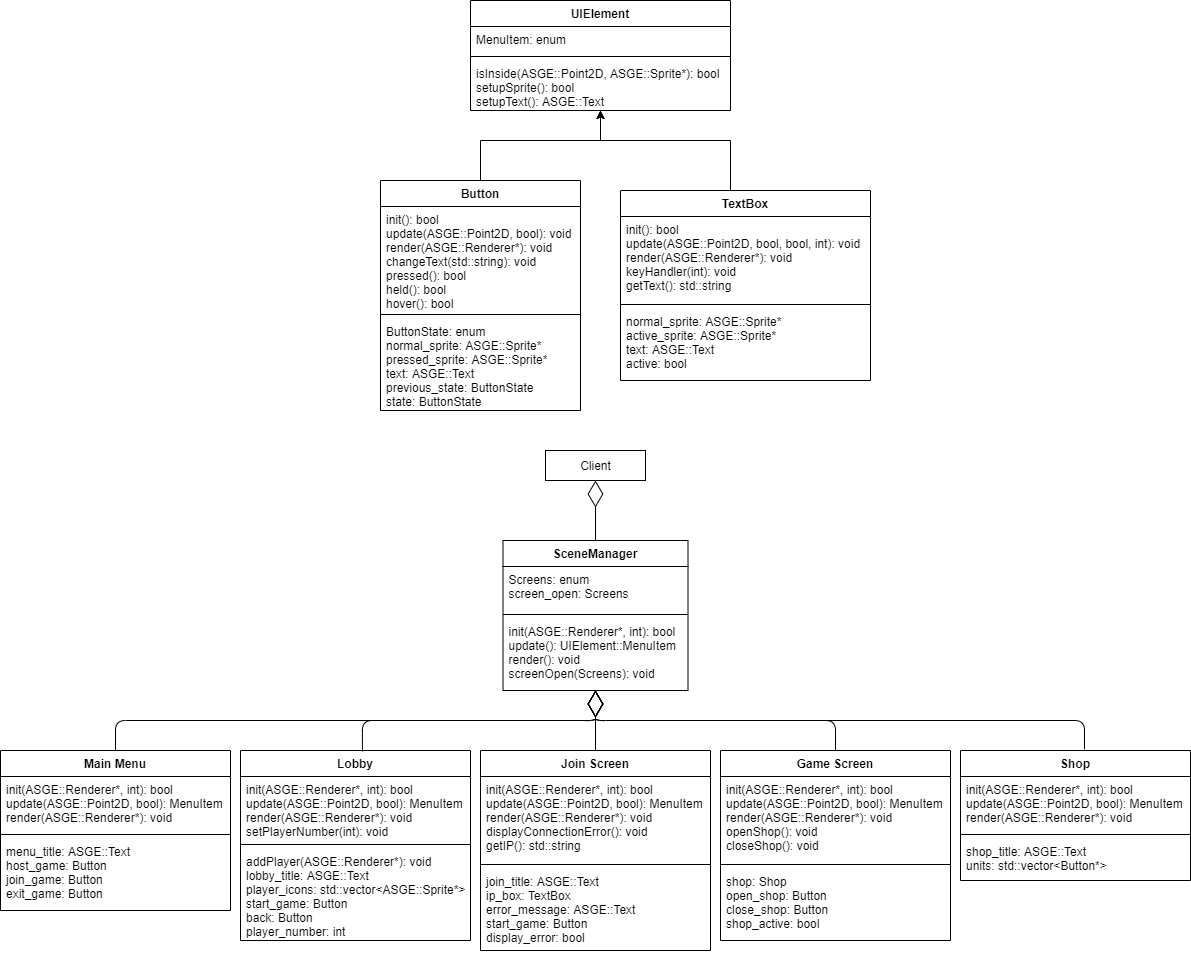 UIElement
MenuItem: enum
isInside(ASGE::Point2D, ASGE::Sprite*): bool
setupSprite(): bool
setupText(): ASGE::Text
Button
init(): bool
update(ASGE::Point2D, bool): void
render(ASGE::Renderer*): void
changeText(std::string): void
pressed(): bool
held(): bool
hover(): bool
ButtonState: enum
normal_sprite: ASGE::Sprite*
pressed_sprite: ASGE::Sprite*
text: ASGE::Text
previous_state: ButtonState
state: ButtonState
TextBox
init(): bool
update(ASGE::Point2D, bool, bool, int): void
render(ASGE::Renderer*): void
keyHandler(int): void
getText(): std::string
normal_sprite: ASGE::Sprite*
active_sprite: ASGE::Sprite*
text: ASGE::Text
active: bool
Client
SceneManager
Screens: enum
screen_open: Screens
init(ASGE::Renderer*, int): bool
update(): UIElement::MenuItem
render(): void
screenOpen(Screens): void
Main Menu
init(ASGE::Renderer*, int): bool
update(ASGE::Point2D, bool): MenuItem
render(ASGE::Renderer*): void
menu_title: ASGE::Text
host_game: Button
join_game: Button
exit_game: Button
Lobby
init(ASGE::Renderer*, int): bool
update(ASGE::Point2D, bool): MenuItem
render(ASGE::Renderer*): void
setPlayerNumber(int): void
addPlayer(ASGE::Renderer*): void
lobby_title: ASGE::Text
player_icons: std::vector<ASGE::Sprite*>
start_game: Button
back: Button
player_number: int
Join Screen
init(ASGE::Renderer*, int): bool
update(ASGE::Point2D, bool): MenuItem
render(ASGE::Renderer*): void
displayConnectionError(): void
getIP(): std::string
join_title: ASGE::Text
ip_box: TextBox
error_message: ASGE::Text
start_game: Button
display_error: bool
Game Screen
init(ASGE::Renderer*, int): bool
update(ASGE::Point2D, bool): MenuItem
render(ASGE::Renderer*): void
openShop(): void
closeShop(): void
shop: Shop
open_shop: Button
close_shop: Button
shop_active: bool
Shop
init(ASGE::Renderer*, int): bool
update(ASGE::Point2D, bool): MenuItem
render(ASGE::Renderer*): void
shop_title: ASGE::Text
units: std::vector<Button*>